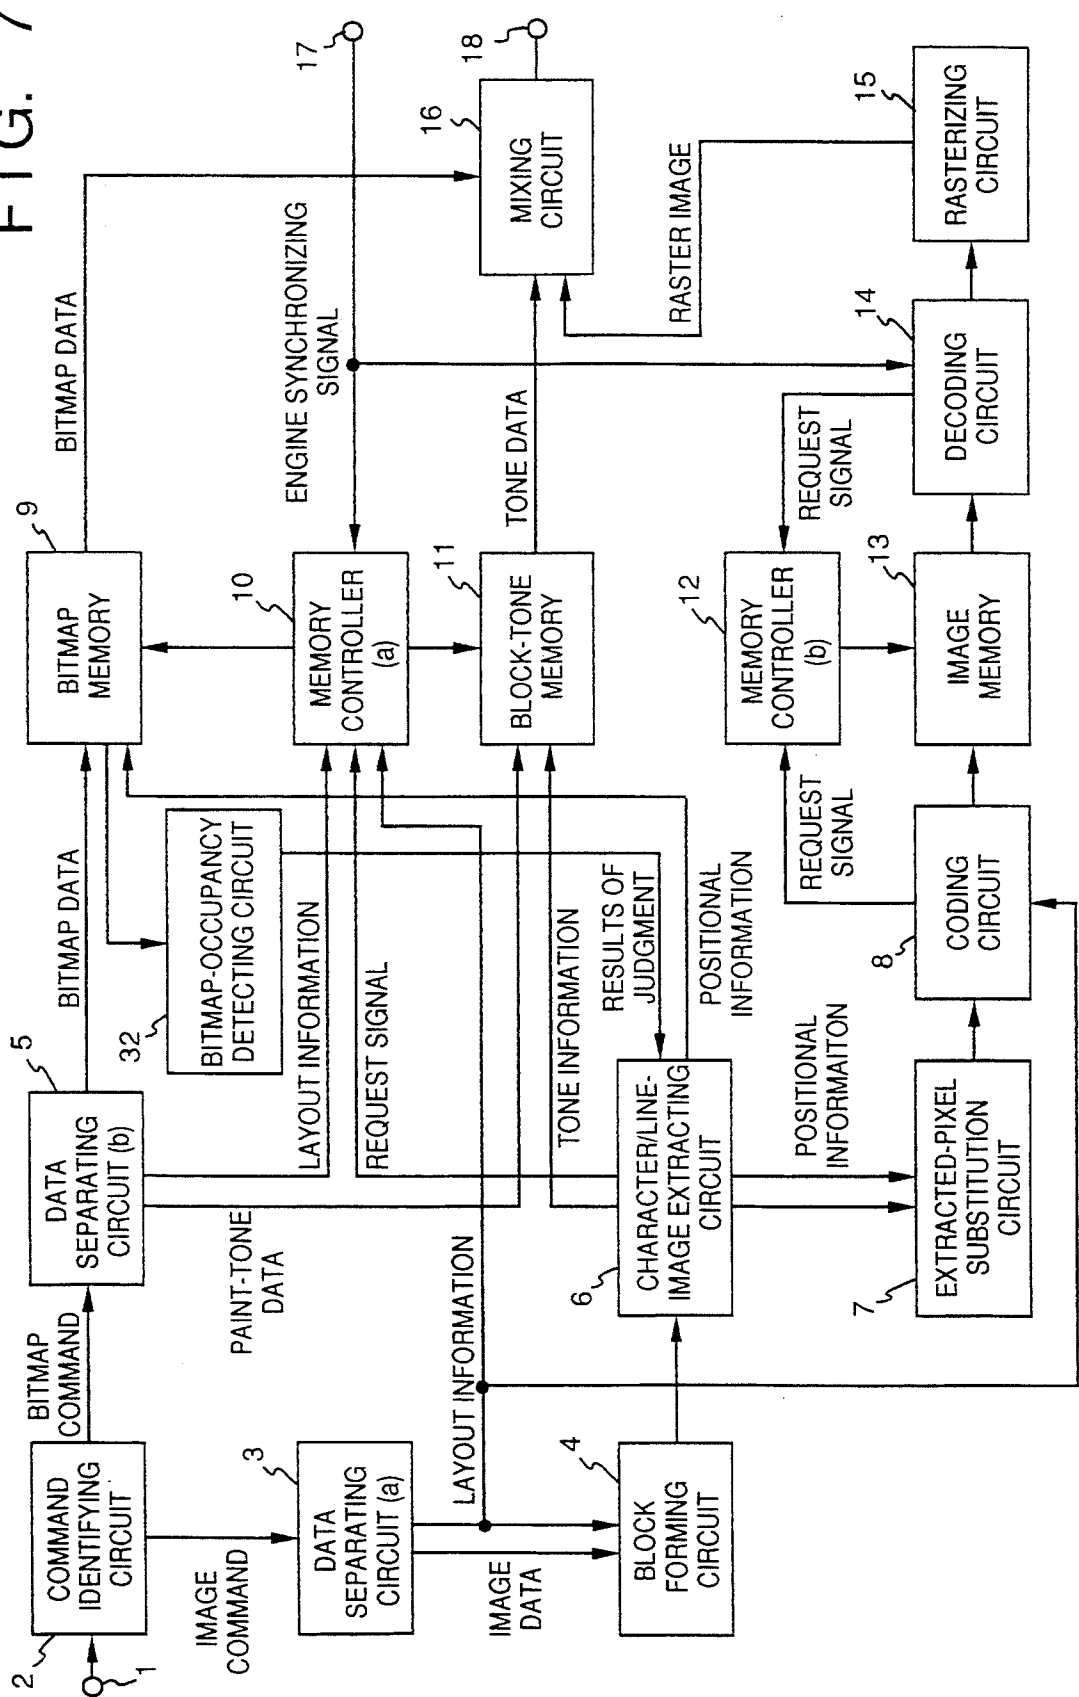 FIG. 7
1
2
COMMAND
IDENTIFYING
CIRCUIT
BITMAP
COMMAND
IMAGE
COMMAND
5
DATA
SEPARATING
CIRCUIT (b)
BITMAP DATA
PAINT-TONE
DATA
LAYOUT INFORMATION
32
BITMAP-OCCUPANCY
DETECTING CIRCUIT
9
BITMAP
MEMORY
BITMAP DATA
3
DATA
SEPARATING
CIRCUIT (a)
IMAGE
DATA
LAYOUT INFORMATION
REQUEST SIGNAL
10
MEMORY
CONTROLLER
(a)
ENGINE SYNCHRONIZING
SIGNAL
17
4
BLOCK
FORMING
CIRCUIT
6
CHARACTER/LINE-
IMAGE EXTRACTING
CIRCUIT
TONE INFORMATION
RESULTS OF
JUDGMENT
POSITIONAL
INFORMATION
11
BLOCK-TONE
MEMORY
TONE DATA
16
MIXING
CIRCUIT
18
POSITIONAL
INFORMAITON
7
EXTRACTED-PIXEL
SUBSTITUTION
CIRCUIT
8
CODING
CIRCUIT
REQUEST
SIGNAL
12
MEMORY
CONTROLLER
(b)
REQUEST
SIGNAL
13
IMAGE
MEMORY
14
DECODING
CIRCUIT
RASTER IMAGE
15
RASTERIZING
CIRCUIT